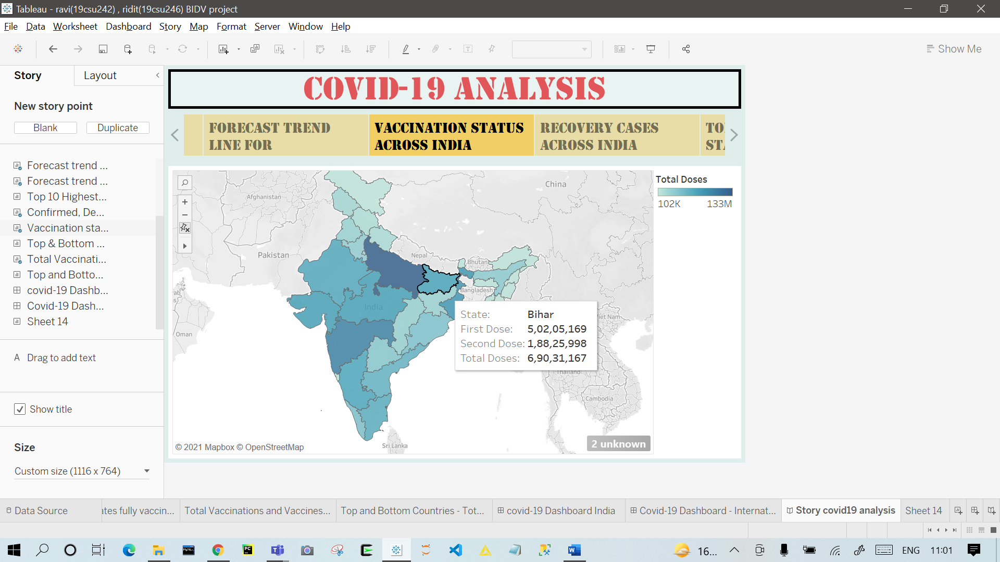 Tableau - ravi(19csu242) , ridit(19csu246) BIDV project
File Data Worksheet Dashboard Story Map Format Server Window Help
Show Me
Story Layout
New story point
Blank Duplicate
Forecast trend ...
Forecast trend ...
Top 10 Highest...
Confirmed, De...
Vaccination sta...
Top & Bottom ...
Total Vaccinati...
Top and Botto...
covid-19 Dashb...
Covid-19 Dash...
Sheet 14
A Drag to add text
Show title
Size
Custom size (1116 x 764)
COVID-19 ANALYSIS
FORECAST TREND
LINE FOR
VACCINATION STATUS
ACROSS INDIA
RECOVERY CASES
ACROSS INDIA
Total Doses
102K 133M
China
Afghanistan
Pakistan
Nepal
Bhutan
Bangladesh
India
Oman
iet Nam
Thailand
Cambodia
Sri Lanka
State: Bihar
First Dose: 5,02,05,169
Second Dose: 1,88,25,998
Total Doses: 6,90,31,167
2 unknown
© 2021 Mapbox © OpenStreetMap
Data Source
ates fully vaccin...
Total Vaccinations and Vaccines...
Top and Bottom Countries - Tot...
covid-19 Dashboard India
Covid-19 Dashboard - Internat...
Story covid19 analysis
Sheet 14
16...
ENG
11:01